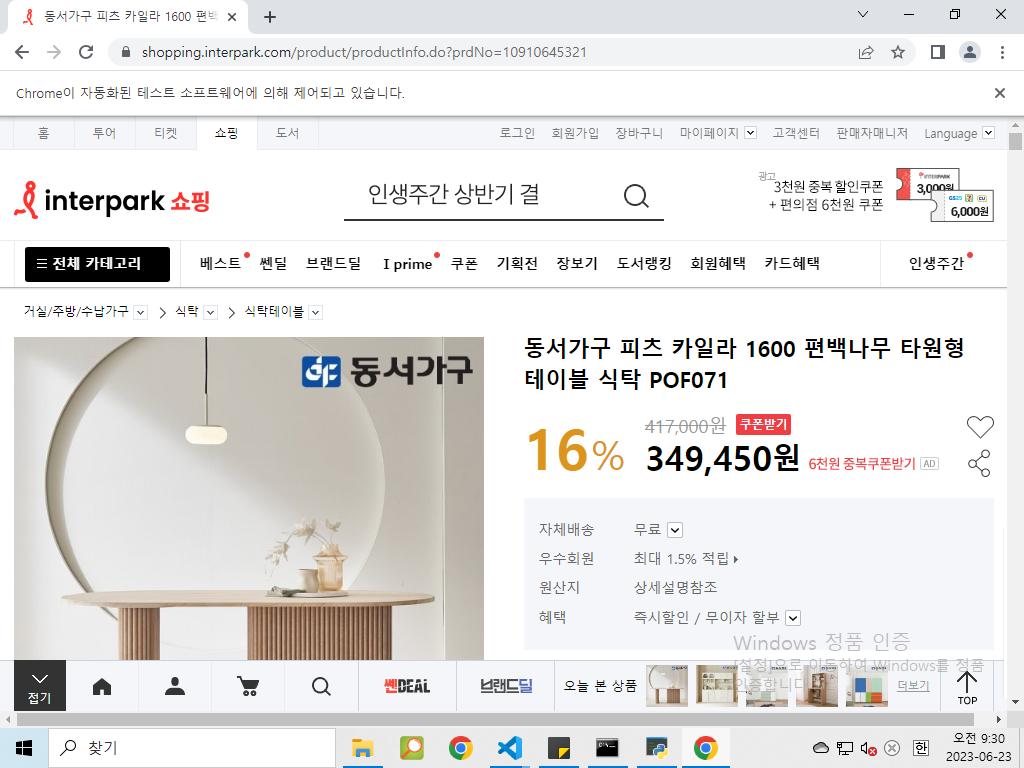 동서가구 피츠 카일라 1600 편백
shopping.interpark.com/product/productInfo.do?prdNo=10910645321
Chrome이 자동화된 테스트 소프트웨어에 의해 제어되고 있습니다.
홈 투어 티켓 쇼핑 도서 로그인 회원가입 장바구니 마이페이지 고객센터 판매자매니저 Language
interpark 쇼핑
인생주간 상반기 결
광고
3천원 중복 할인쿠폰
+ 편의점 6천원 쿠폰
INTERPARK
3,000원
GS25 CU
6,000원
전체 카테고리 베스트 쎈딜 브랜드딜 I prime 쿠폰 기획전 장보기 도서랭킹 회원혜택 카드혜택 인생주간
거실/주방/수납가구 식탁 식탁테이블
동서가구
동서가구 피츠 카일라 1600 편백나무 타원형
테이블 식탁 POF071
16% 417,000원 쿠폰받기
349,450원 6천원 중복쿠폰받기 AD
자체배송 무료
우수회원 최대 1.5% 적립
원산지 상세설명참조
혜택 즉시할인 / 무이자 할부
Windows 정품 인증
[설정]으로 이동하여 Windows를 정품
인증합니다
접기 쎈DEAL 브랜드딜 오늘 본 상품 더보기 TOP
찾기
한
오전 9:30
2023-06-23